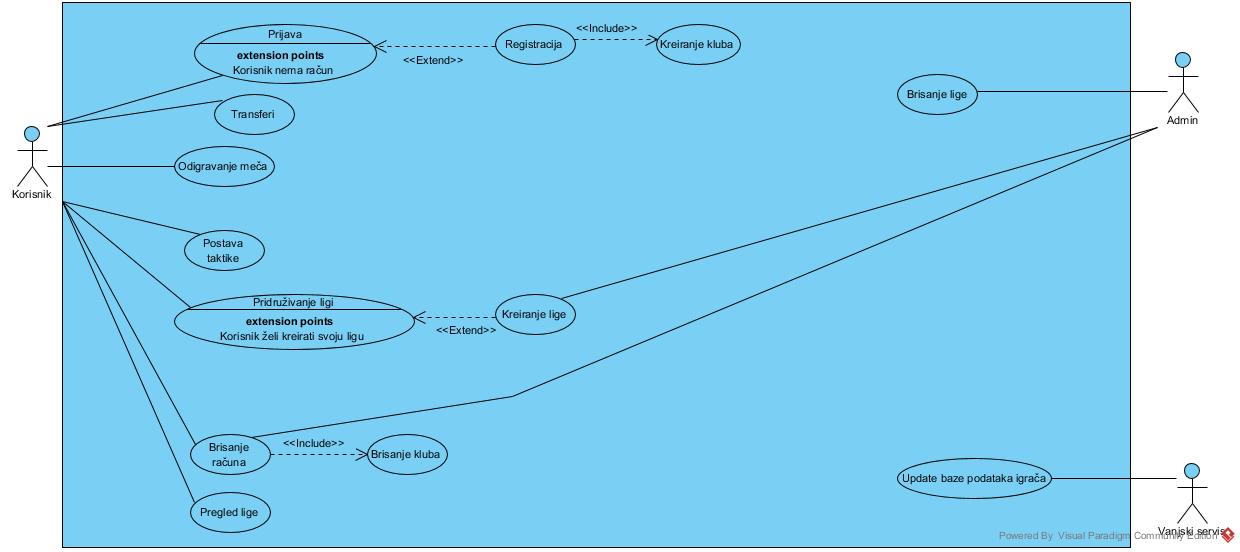 Prijava
extension points
Korisnik nema račun
<<Extend>>
Registracija
<<Include>>
Kreiranje kluba
Brisanje lige
Admin
Transferi
Korisnik
Odigravanje meča
Postava
taktike
Pridruživanje ligi
extension points
Korisnik želi kreirati svoju ligu
<<Extend>>
Kreiranje lige
Brisanje
računa
<<Include>>
Brisanje kluba
Pregled lige
Update baze podataka igrača
Vanjski servis
Powered By Visual Paradigm Community Edition